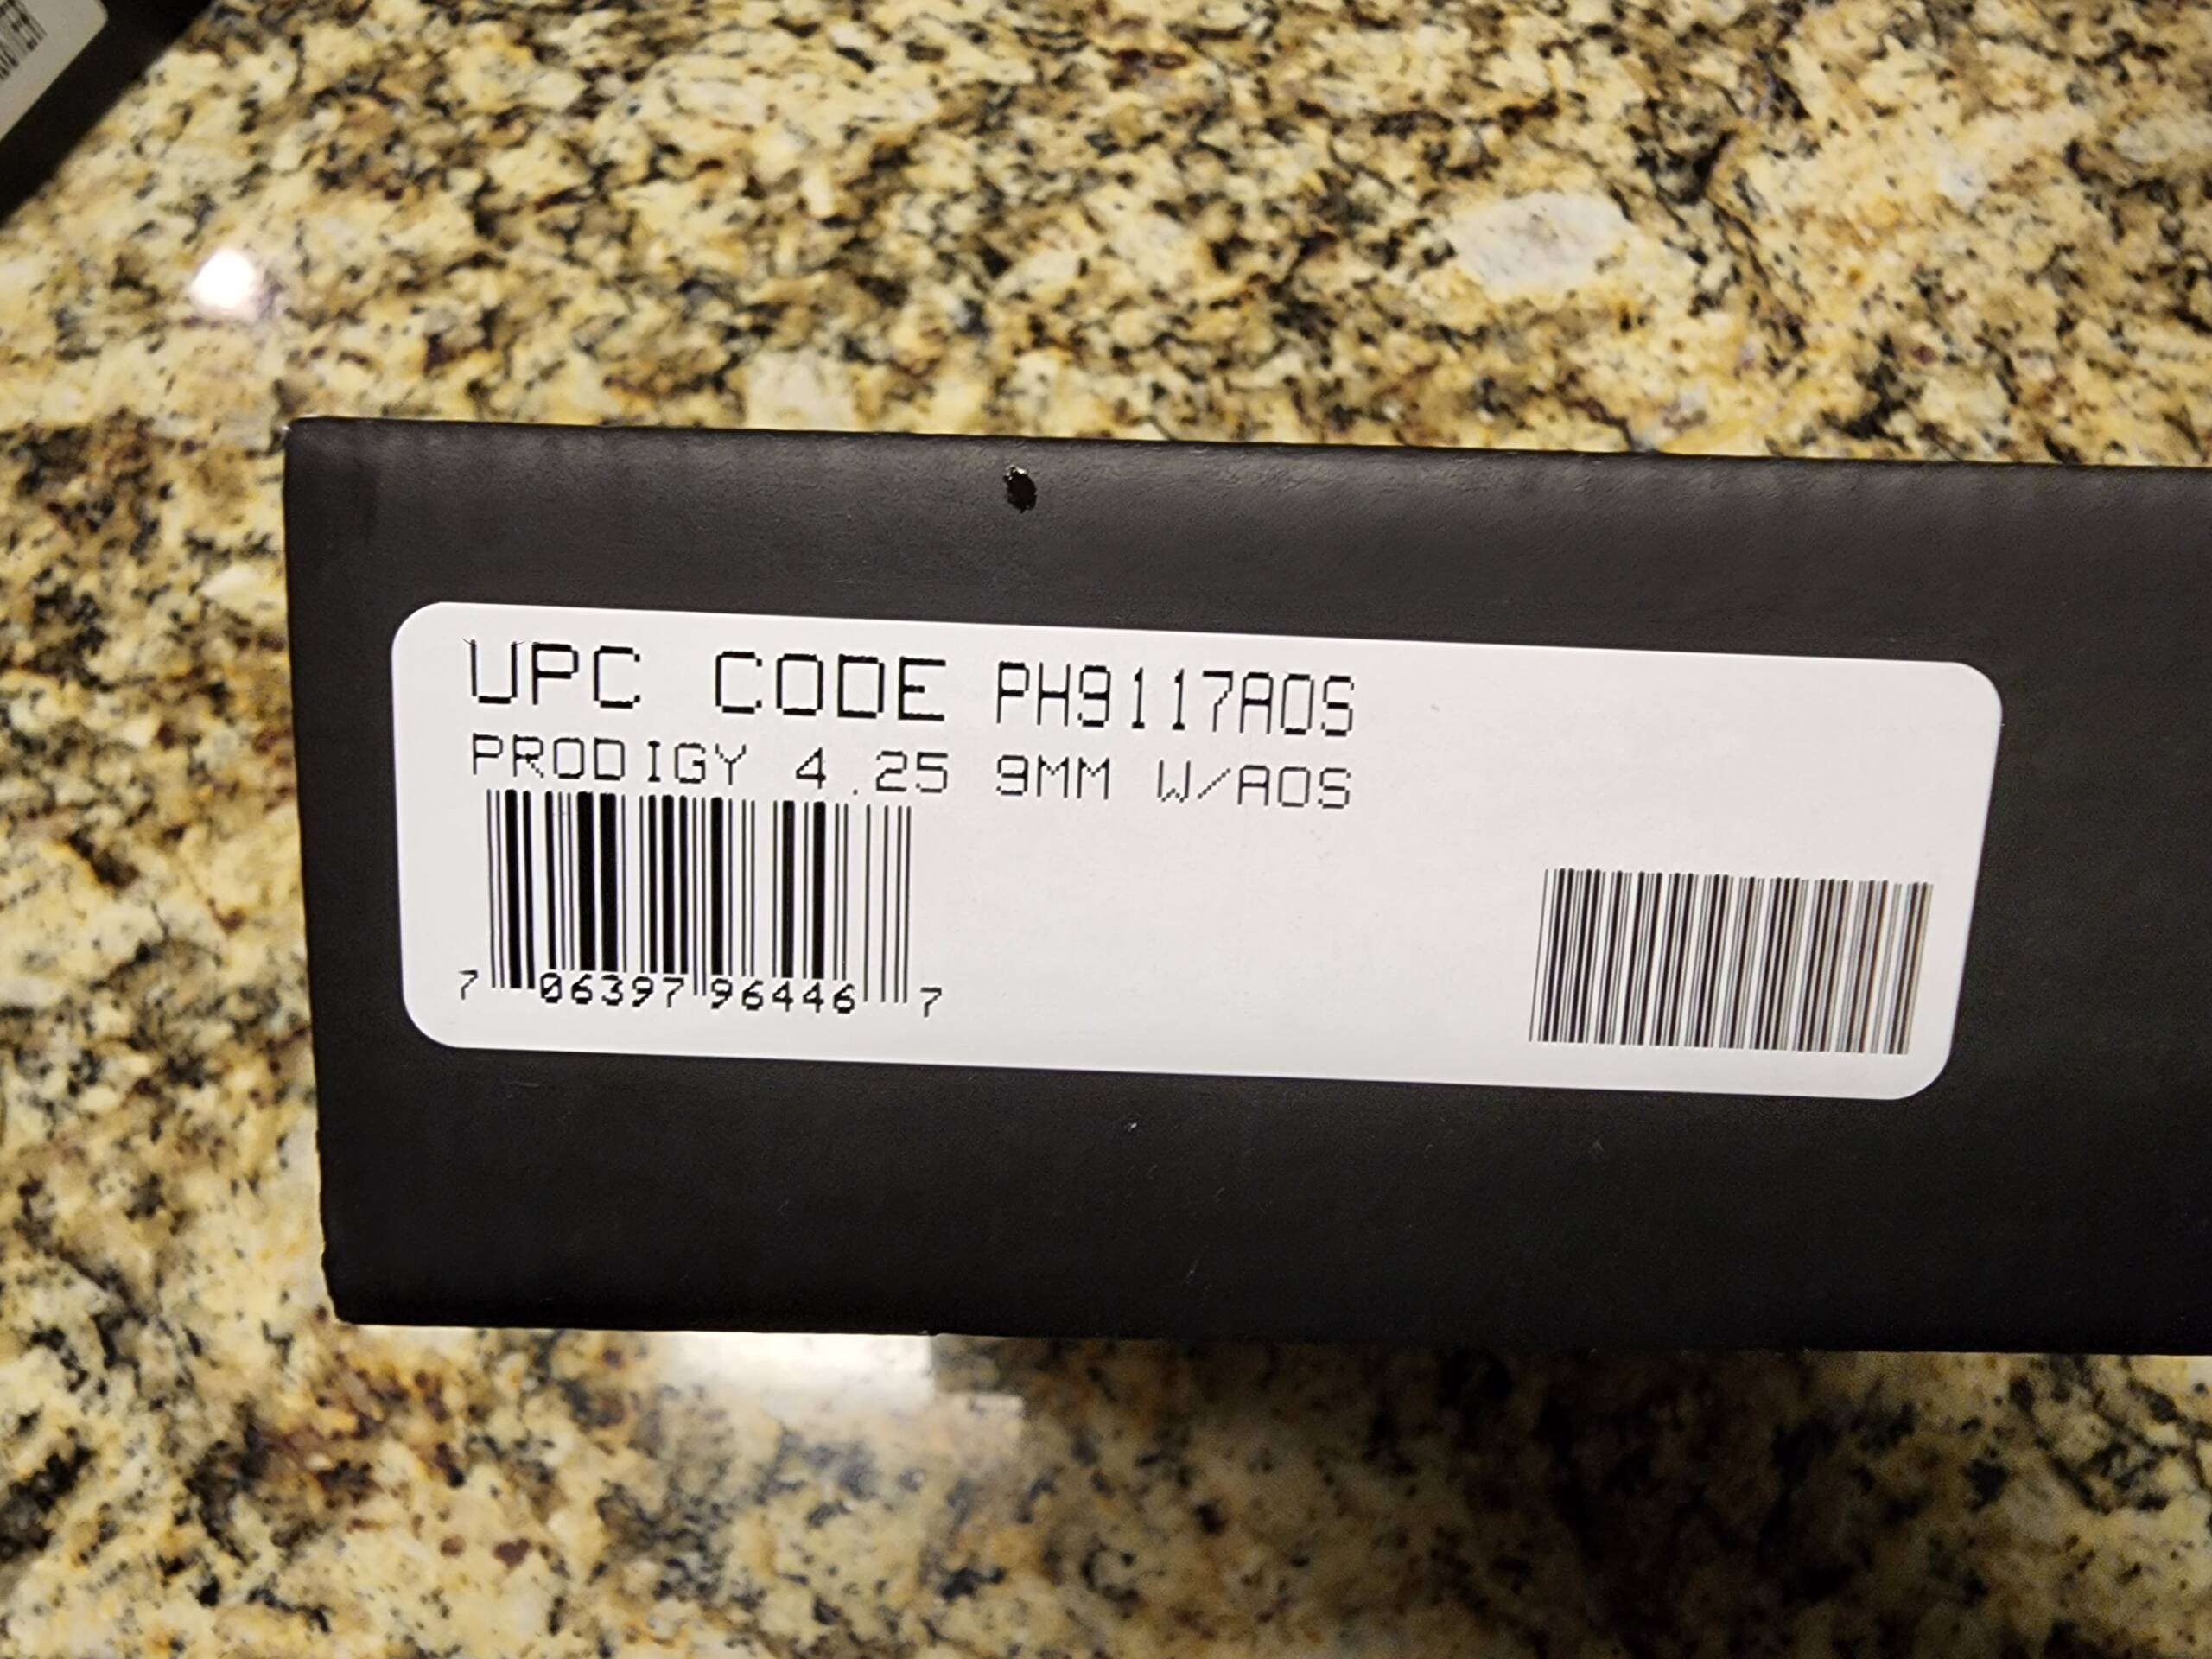 UPC CODE PH9117AOS
PRODIGY 4.25 9MM W/AOS
7 06397 96446 7